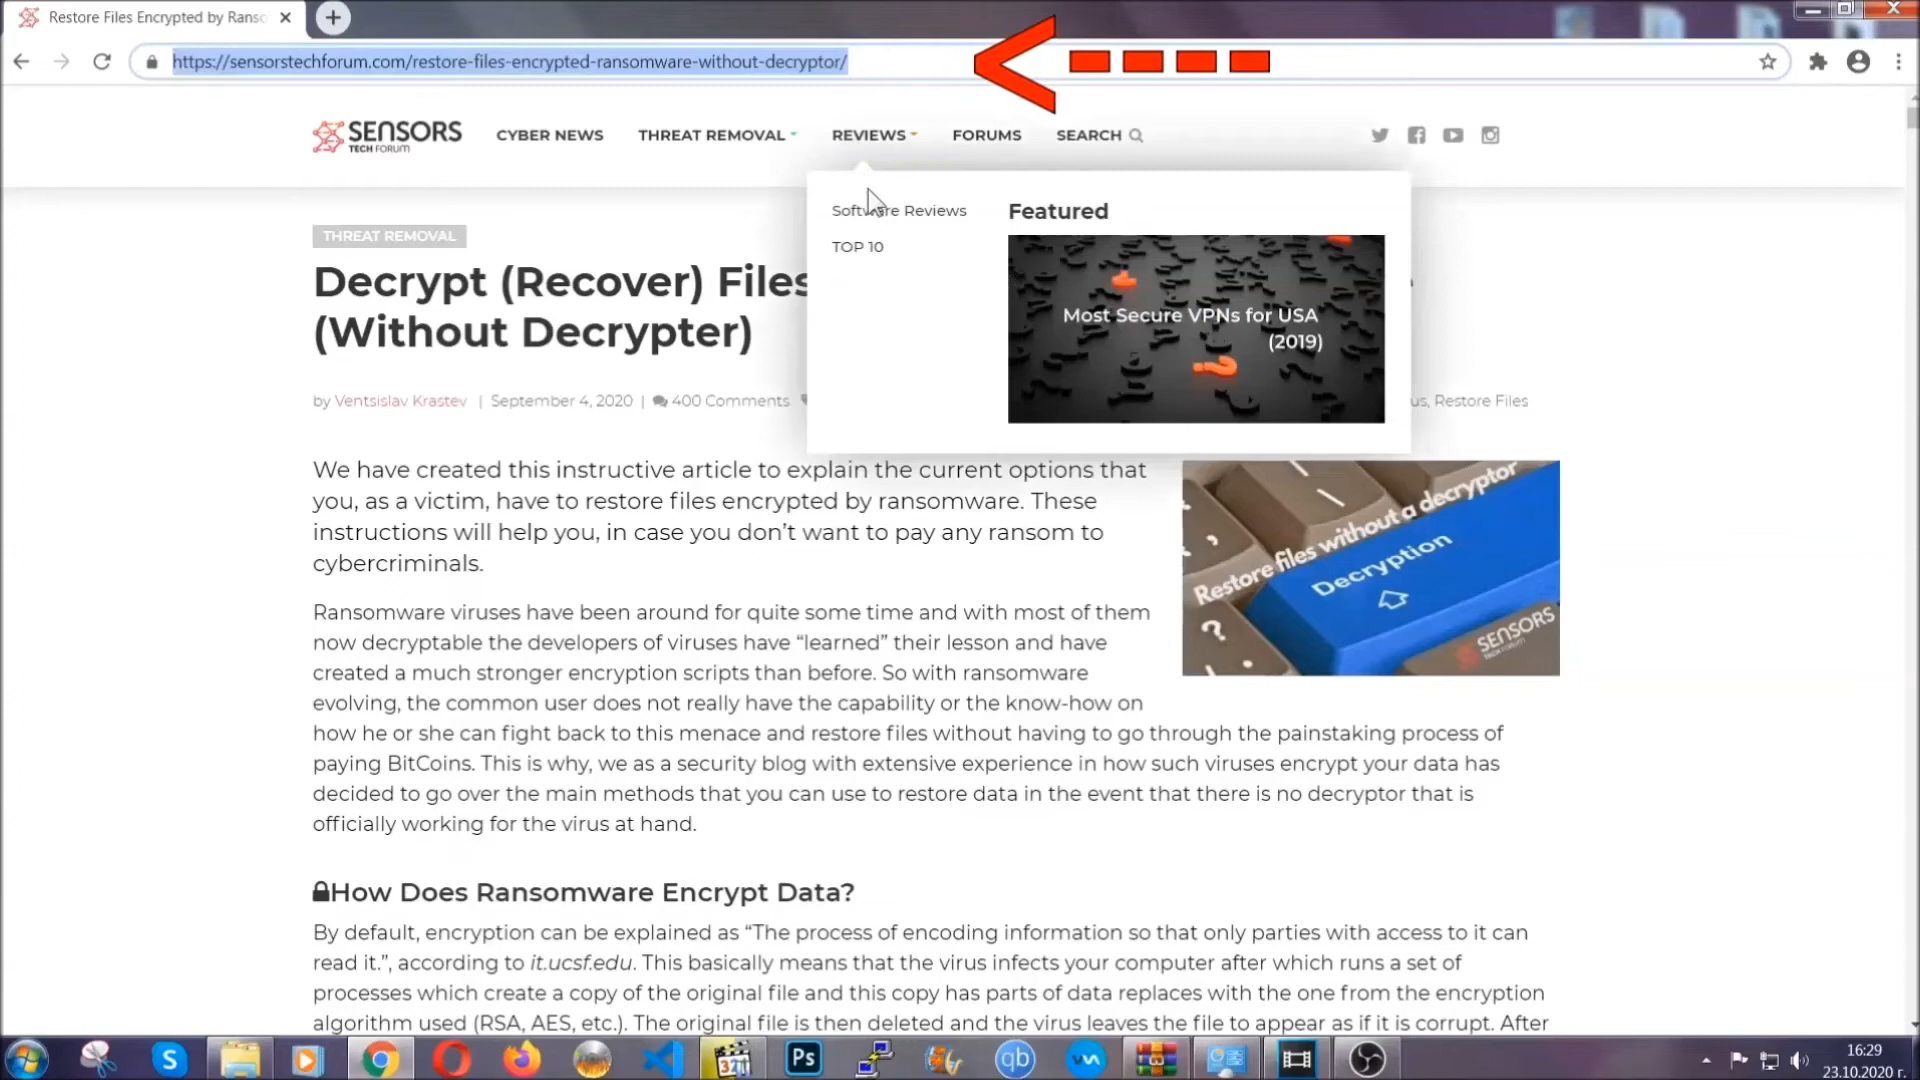 Restore Files Encrypted by Ranso
https://sensorstechforum.com/restore-files-encrypted-ransomware-without-decryptor/
SENSORS
TECH FORUM
CYBER NEWS THREAT REMOVAL REVIEWS FORUMS SEARCH
Software Reviews
TOP 10
Featured
Most Secure VPNs for USA
(2019)
THREAT REMOVAL
Decrypt (Recover) Files
(Without Decrypter)
by Ventsislav Krastev | September 4, 2020 | 400 Comments us, Restore Files
We have created this instructive article to explain the current options that
you, as a victim, have to restore files encrypted by ransomware. These
instructions will help you, in case you don’t want to pay any ransom to
cybercriminals.
Restore files without a decryptor
Decryption
SENSORS
Ransomware viruses have been around for quite some time and with most of them
now decryptable the developers of viruses have “learned” their lesson and have
created a much stronger encryption scripts than before. So with ransomware
evolving, the common user does not really have the capability or the know-how on
how he or she can fight back to this menace and restore files without having to go through the painstaking process of
paying BitCoins. This is why, we as a security blog with extensive experience in how such viruses encrypt your data has
decided to go over the main methods that you can use to restore data in the event that there is no decryptor that is
officially working for the virus at hand.
How Does Ransomware Encrypt Data?
By default, encryption can be explained as “The process of encoding information so that only parties with access to it can
read it.”, according to it.ucsf.edu. This basically means that the virus infects your computer after which runs a set of
processes which create a copy of the original file and this copy has parts of data replaces with the one from the encryption
algorithm used (RSA, AES, etc.). The original file is then deleted and the virus leaves the file to appear as if it is corrupt. After
S
321
Ps
qb
16:29
23.10.2020 г.